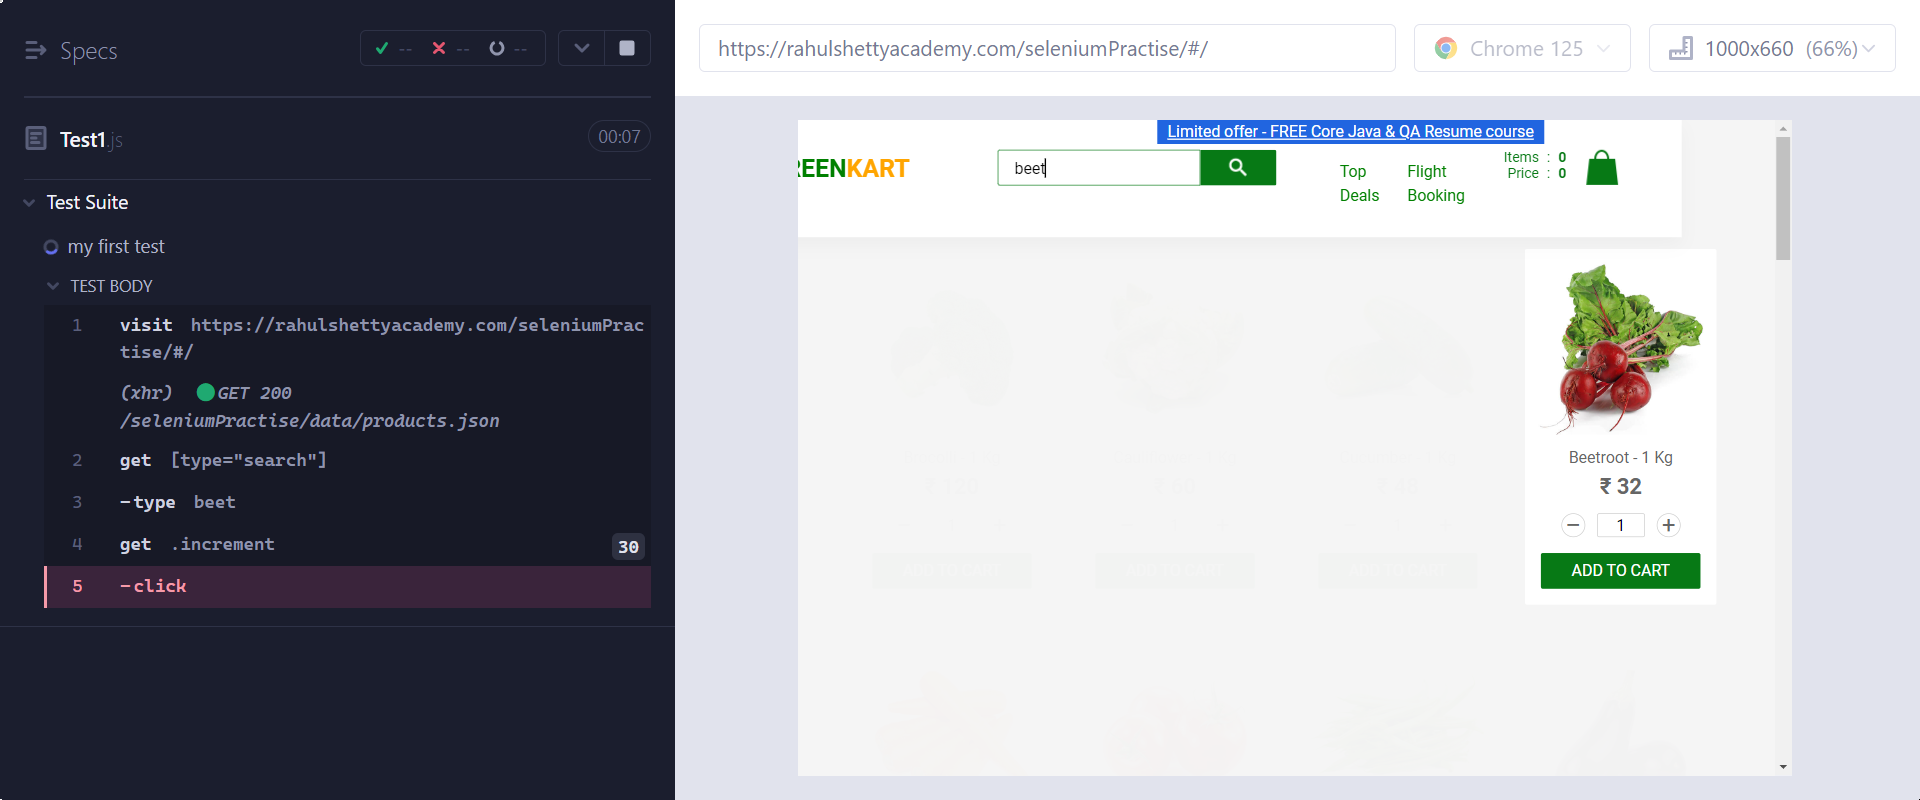 Specs
-- -- --
Test1.js
00:07
Test Suite
my first test
TEST BODY
1 visit https://rahulshettyacademy.com/seleniumPrac
tise/#/
(xhr) GET 200
/seleniumPractise/data/products.json
2 get [type="search"]
3 -type beet
4 get .increment 30
5 -click
https://rahulshettyacademy.com/seleniumPractise/#/
Chrome 125
1000x660 (66%)
Limited offer - FREE Core Java & QA Resume course
REENKART
beet
Top
Deals
Flight
Booking
Items : 0
Price : 0
Beetroot - 1 Kg
₹ 32
− 1 +
ADD TO CART